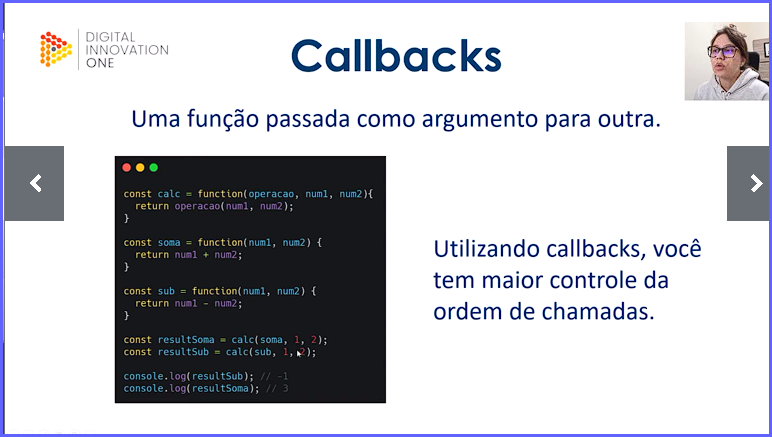 DIGITAL
INNOVATION
ONE
Callbacks
Uma função passada como argumento para outra.
const calc = function(operacao, num1, num2){
return operacao(num1, num2);
}
const soma = function(num1, num2) {
return num1 + num2;
}
const sub = function(num1, num2) {
return num1 - num2;
}
const resultSoma = calc(soma, 1, 2);
const resultSub = calc(sub, 1, 2);
console.log(resultSub); // -1
console.log(resultSoma); // 3
Utilizando callbacks, você
tem maior controle da
ordem de chamadas.